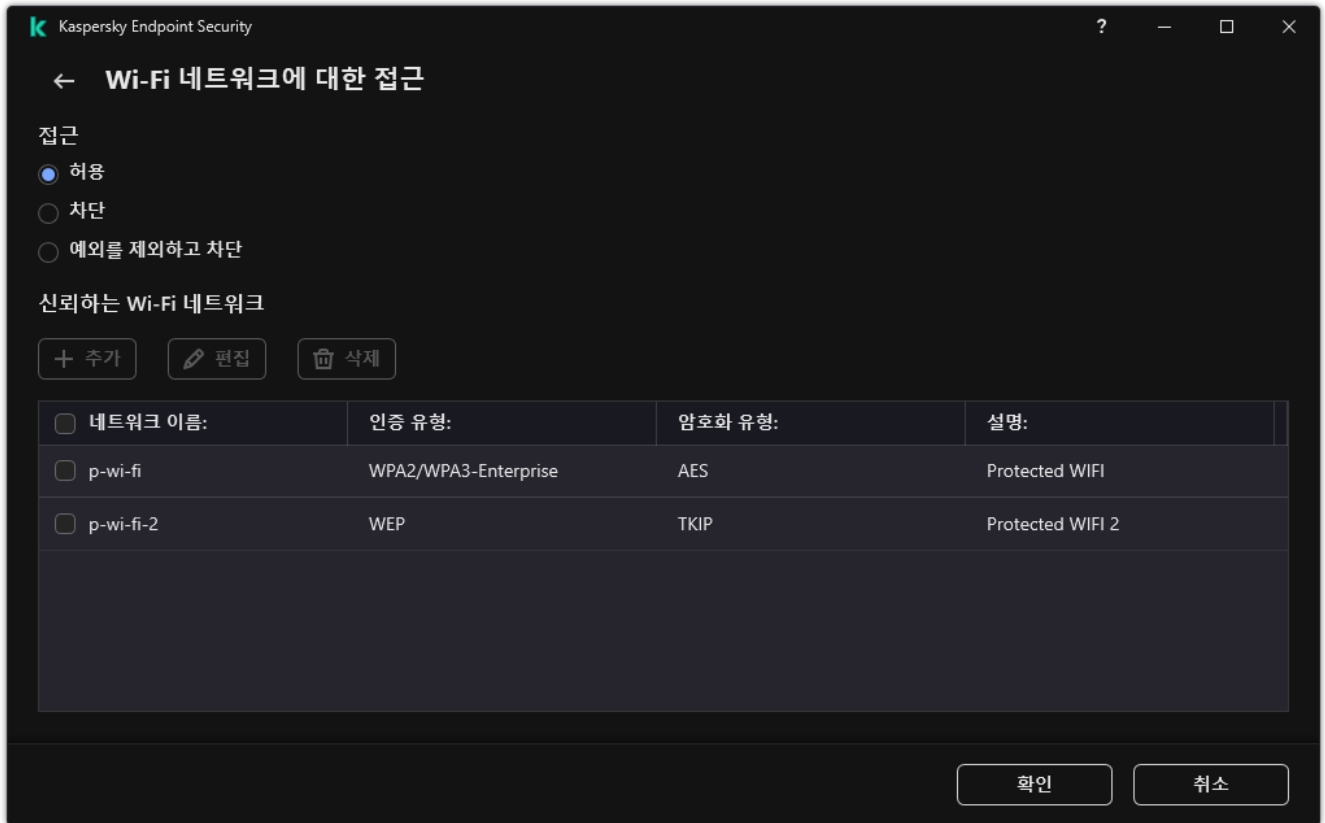 Kaspersky Endpoint Security ?
Wi-Fi 네트워크에 대한 접근
접근
허용
차단
예외를 제외하고 차단
신뢰하는 Wi-Fi 네트워크
추가 편집 삭제
네트워크 이름: 인증 유형: 암호화 유형: 설명:
p-wi-fi WPA2/WPA3-Enterprise AES Protected WIFI
p-wi-fi-2 WEP TKIP Protected WIFI 2
확인 취소